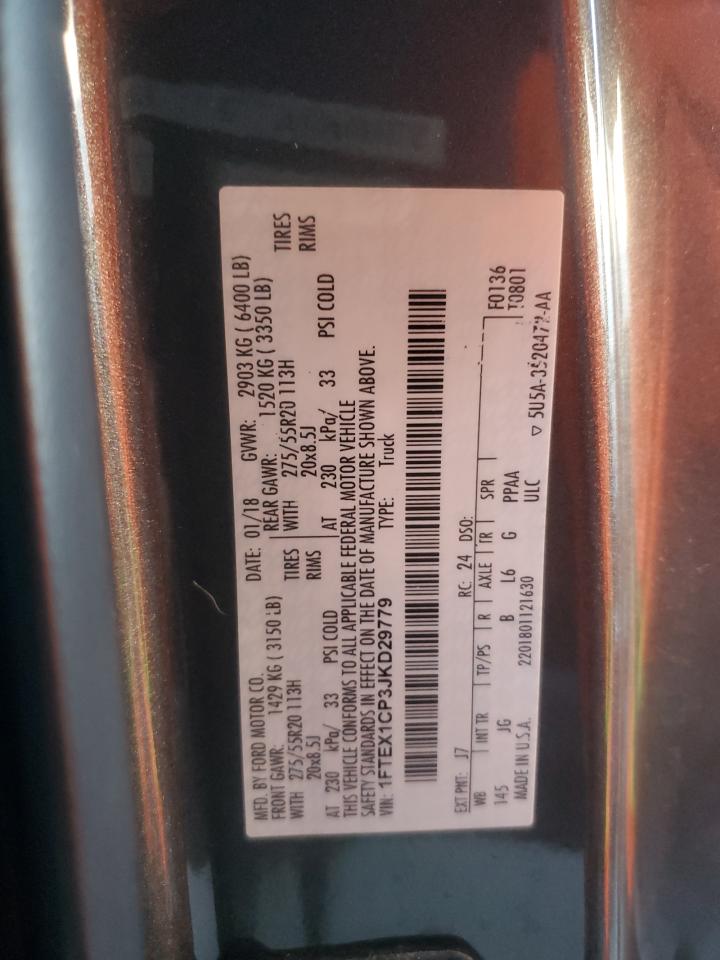 MFD. BY FORD MOTOR CO.
DATE: 01/18 GVWR: 2903 KG ( 6400 LB)
FRONT GAWR: 1429 KG ( 3150 LB) REAR GAWR: 1520 KG ( 3350 LB)
WITH 275/55R20 113H TIRES WITH 275/55R20 113H TIRES
20x8.5J RIMS 20x8.5J RIMS
AT 230 kPa/ 33 PSI COLD AT 230 kPa/ 33 PSI COLD
THIS VEHICLE CONFORMS TO ALL APPLICABLE FEDERAL MOTOR VEHICLE
SAFETY STANDARDS IN EFFECT ON THE DATE OF MANUFACTURE SHOWN ABOVE.
VIN: 1FTEX1CP3JKD29779 TYPE: Truck
EXT PNT: J7 RC: 24 DSO: F0136
WB INT TR TP/PS R AXLE TR SPR T0801
145 JG B L6 G PPAA
MADE IN U.S.A. 2201801121630 ULC